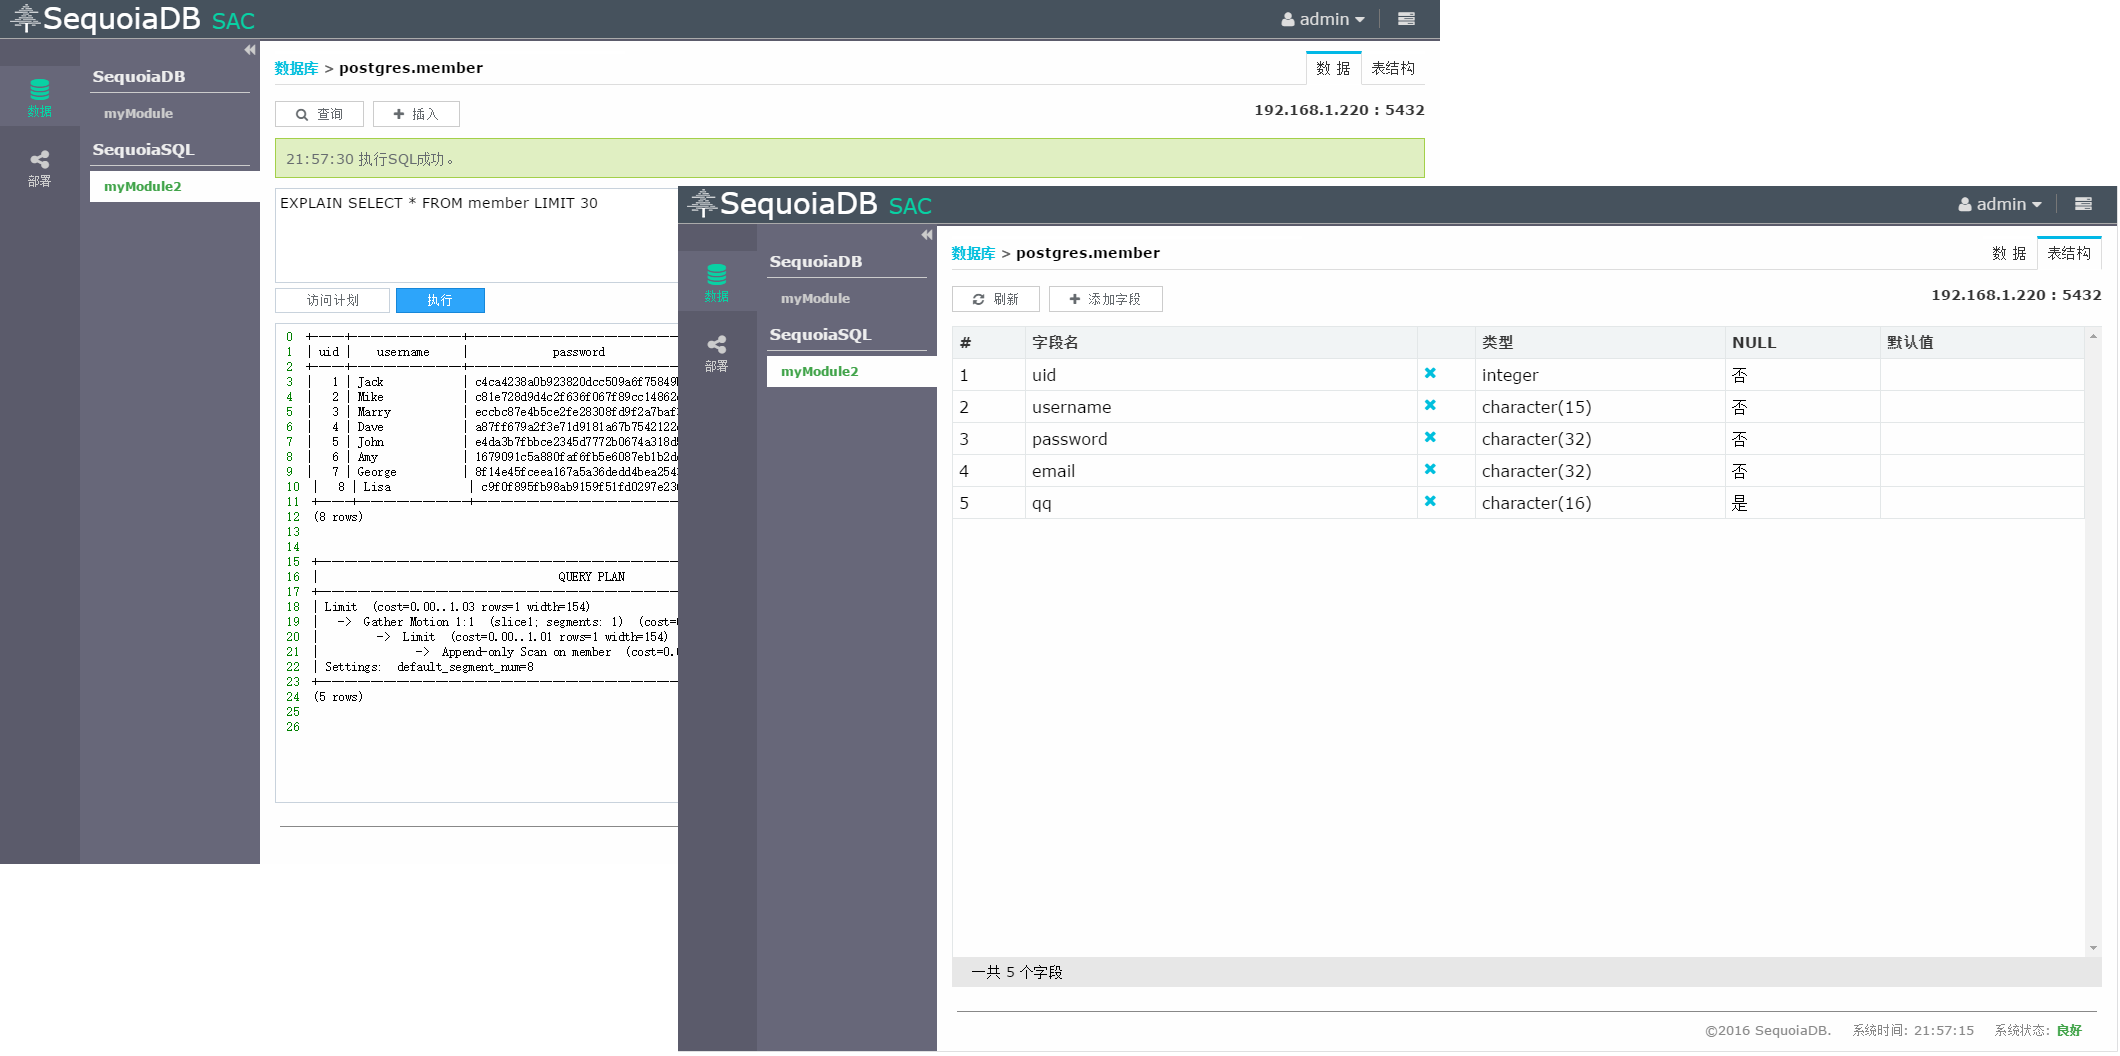 SequoiaDB SAC
admin
数据
部署
SequoiaDB
myModule
SequoiaSQL
myModule2
数据库 > postgres.member
数 据
表结构
查询
插入
192.168.1.220 : 5432
21:57:30 执行SQL成功。
EXPLAIN SELECT * FROM member LIMIT 30
访问计划
执行
0 +----+-------------+-----------------
1 | uid | username | password
2 +----+-------------+-----------------
3 | 1 | Jack | c4ca4238a0b923820dcc509a6f75849
4 | 2 | Mike | c81e728d9d4c2f636f067f89cc14862
5 | 3 | Marry | eccbc87e4b5ce2fe28308fd9f2a7baf
6 | 4 | Dave | a87ff679a2f3e71d9181a67b7542122
7 | 5 | John | e4da3b7fbbce2345d7772b0674a318d
8 | 6 | Amy | 1679091c5a880faf6fb5e6087eb1b2d
9 | 7 | George | 8f14e45fceea167a5a36dedd4bea254
10 | 8 | Lisa | c9f0f895fb98ab9159f51fd0297e23
11 +----+-------------+-----------------
12 (8 rows)
13
14
15 +-------------------------------------
16 | QUERY PLAN
17 +-------------------------------------
18 | Limit (cost=0.00..1.03 rows=1 width=154)
19 | -> Gather Motion 1:1 (slice1; segments: 1) (cost=
20 | -> Limit (cost=0.00..1.01 rows=1 width=154)
21 | -> Append-only Scan on member (cost=0.
22 | Settings: default_segment_num=8
23 +-------------------------------------
24 (5 rows)
25
26
SequoiaDB SAC
admin
数据
部署
SequoiaDB
myModule
SequoiaSQL
myModule2
数据库 > postgres.member
数 据
表结构
刷新
添加字段
192.168.1.220 : 5432
# 字段名 类型 NULL 默认值
1 uid integer 否
2 username character(15) 否
3 password character(32) 否
4 email character(32) 否
5 qq character(16) 是
一共 5 个字段
©2016 SequoiaDB. 系统时间: 21:57:15 系统状态: 良好